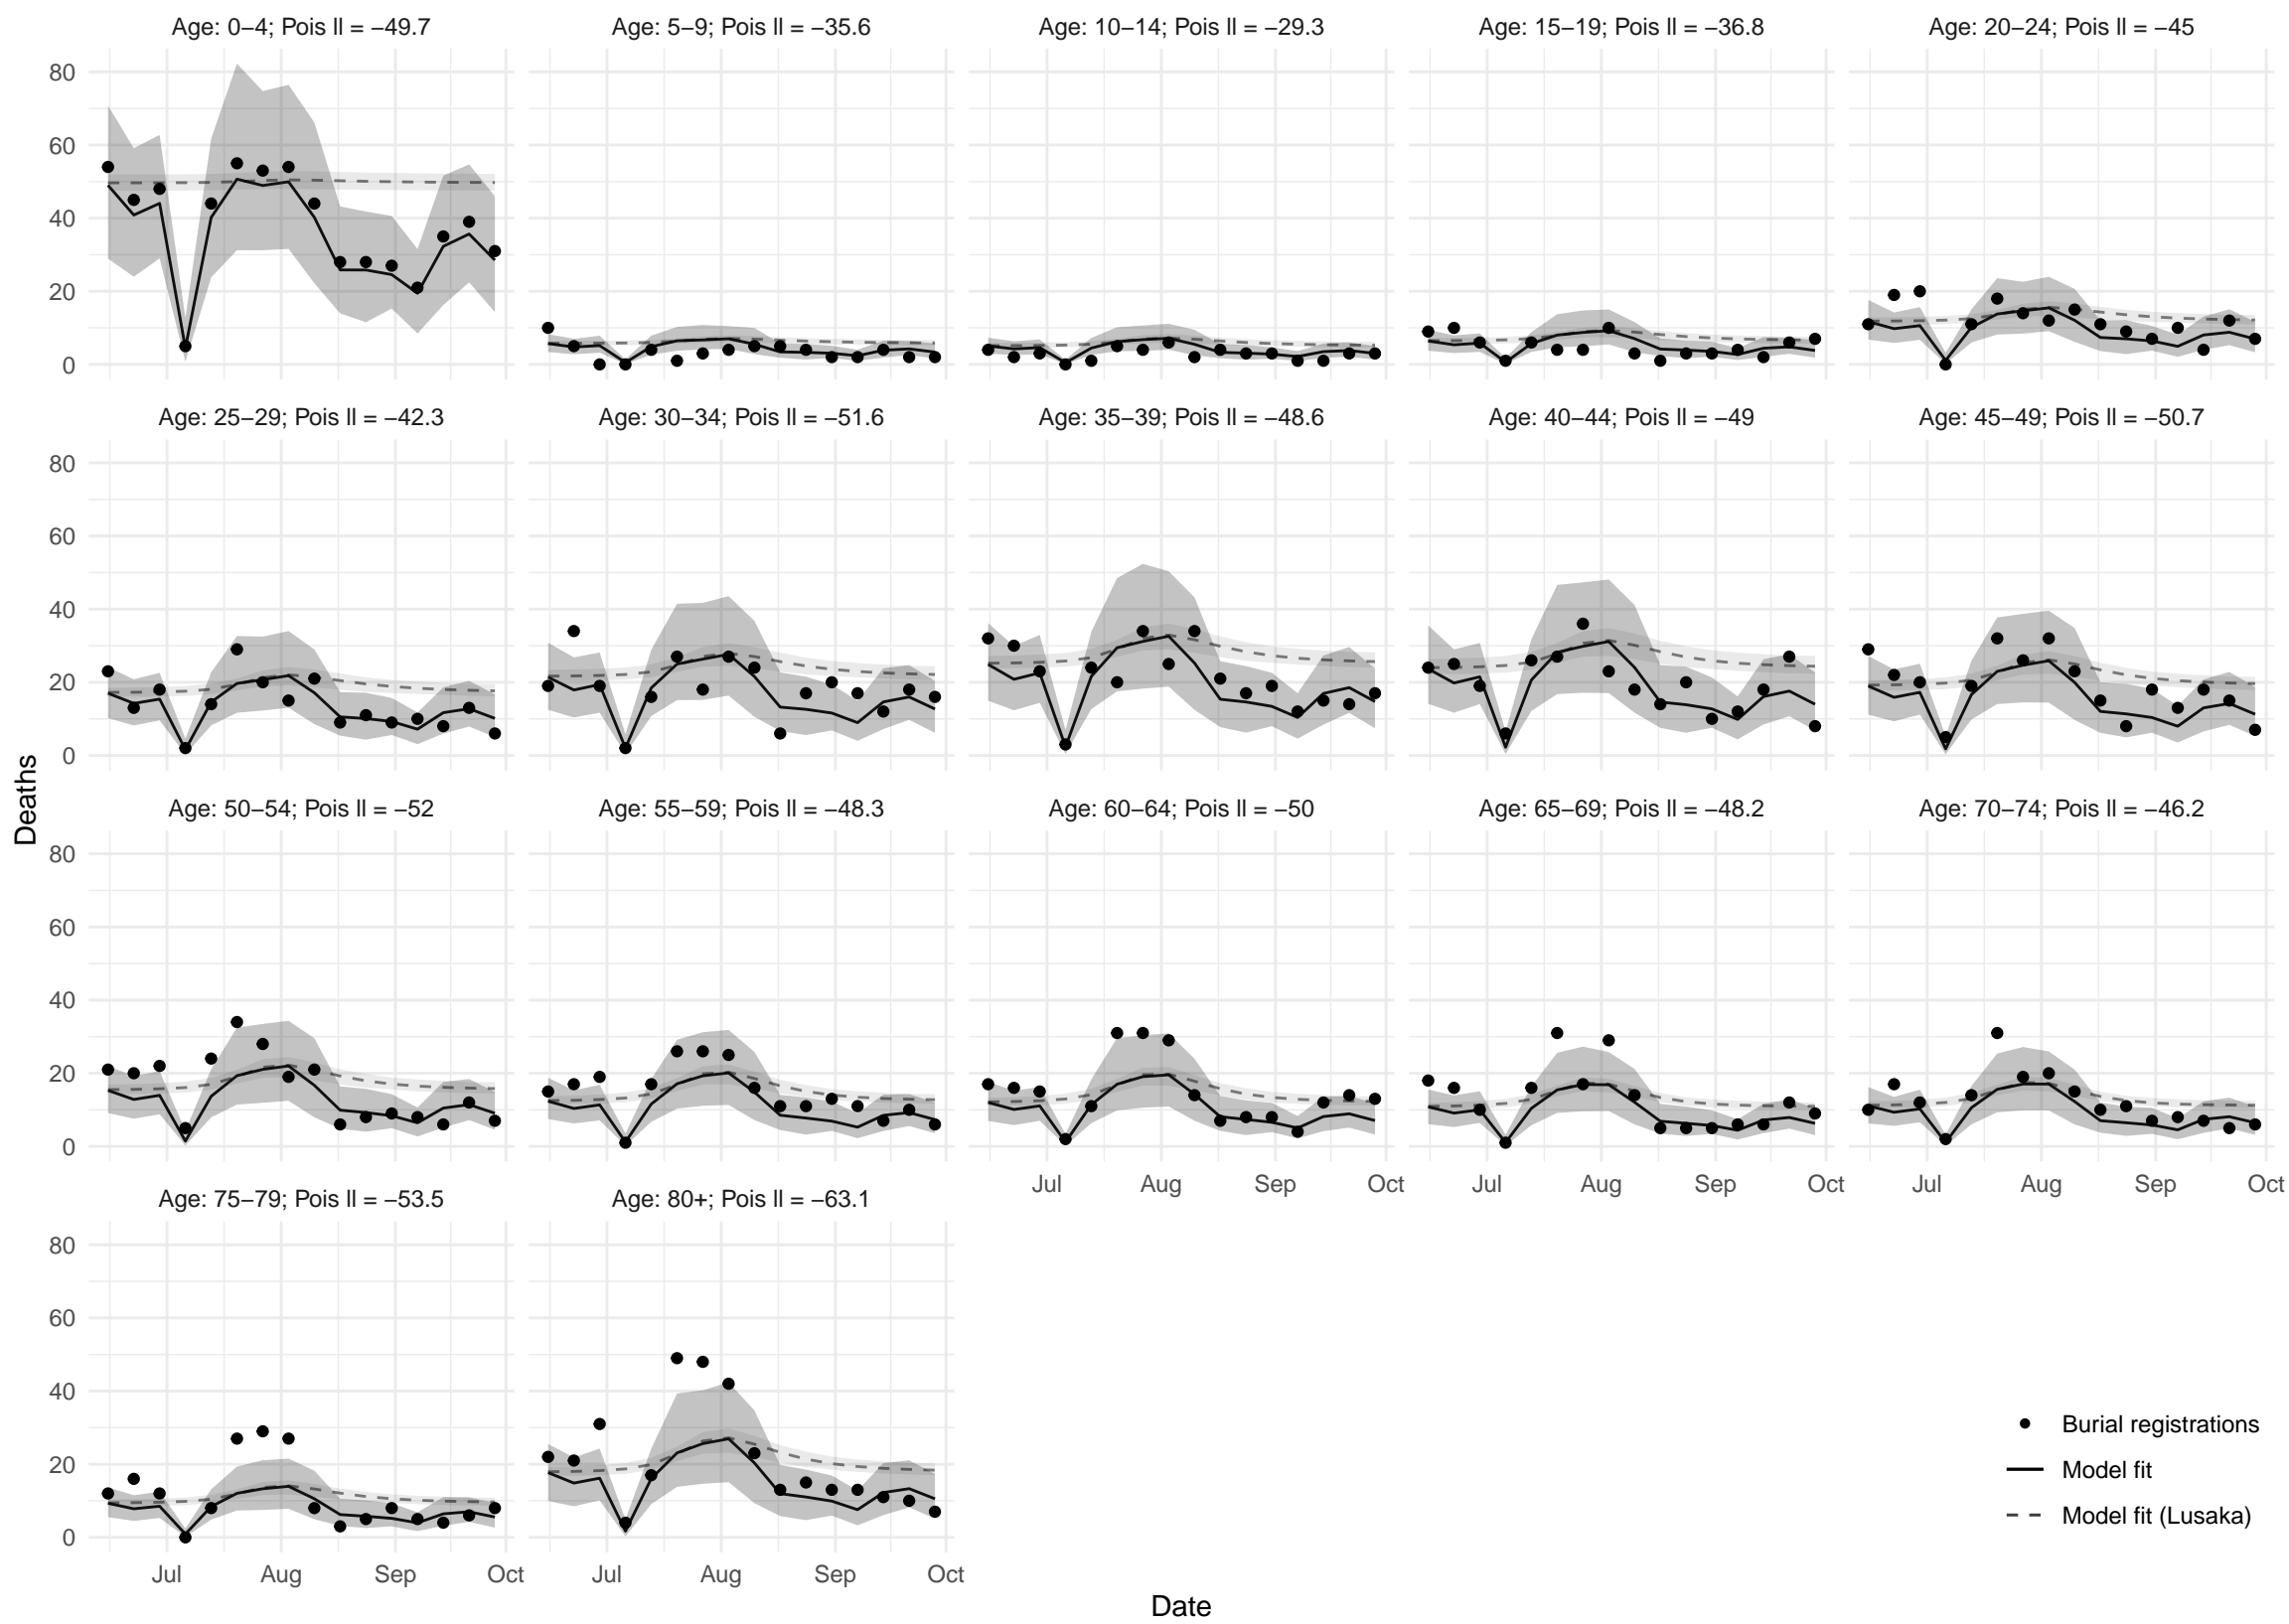 Age: 0−4; Pois ll = −49.7
Age: 5−9; Pois ll = −35.6
Age: 10−14; Pois ll = −29.3
Age: 15−19; Pois ll = −36.8
Age: 20−24; Pois ll = −45
80
60
40
20
0
Age: 25−29; Pois ll = −42.3
Age: 30−34; Pois ll = −51.6
Age: 35−39; Pois ll = −48.6
Age: 40−44; Pois ll = −49
Age: 45−49; Pois ll = −50.7
80
60
40
20
0
Deaths
Age: 50−54; Pois ll = −52
Age: 55−59; Pois ll = −48.3
Age: 60−64; Pois ll = −50
Age: 65−69; Pois ll = −48.2
Age: 70−74; Pois ll = −46.2
80
60
40
20
0
Jul Aug Sep Oct
Jul Aug Sep Oct
Jul Aug Sep Oct
Age: 75−79; Pois ll = −53.5
Age: 80+; Pois ll = −63.1
80
60
40
20
0
Jul Aug Sep Oct
Jul Aug Sep Oct
Burial registrations
Model fit
Model fit (Lusaka)
Date